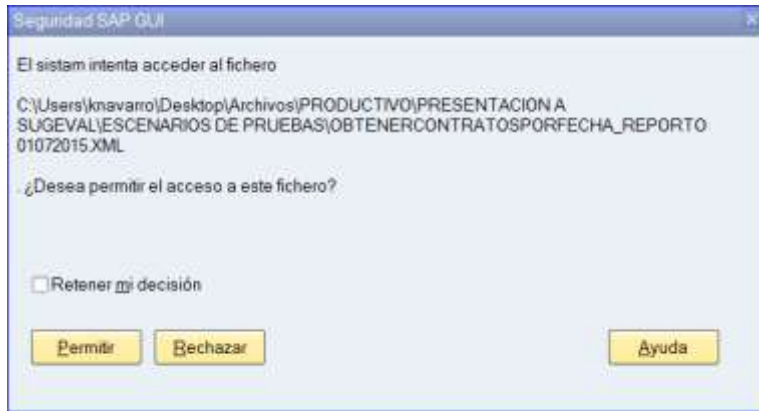 Seguridad SAP GUI
El sistam intenta acceder al fichero
C:\Users\knavarro\Desktop\Archivos\PRODUCTIVO\PRESENTACION A
SUGEVAL\ESCENARIOS DE PRUEBAS\OBTENERCONTRATOSPORFECHA_REPORTO
01072015.XML
. ¿Desea permitir el acceso a este fichero?
Retener mi decisión
Permitir Rechazar Ayuda